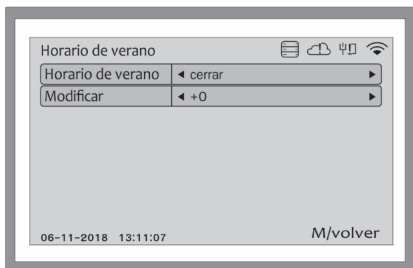 Horario de verano
Horario de verano ◄ cerrar ►
Modificar ◄ +0 ►
06-11-2018 13:11:07 M/volver